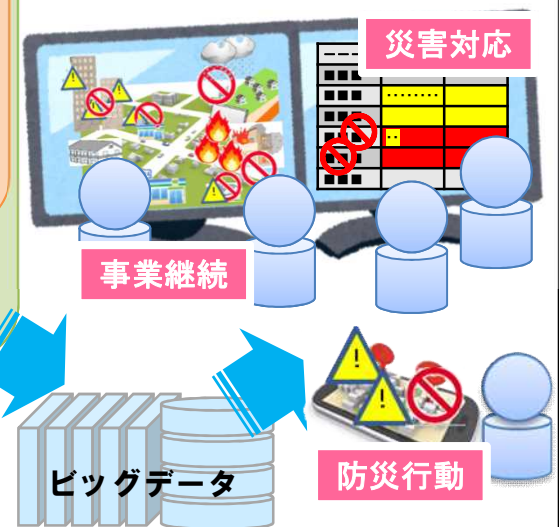 災害対応
事業継続
ビッグデータ
防災行動